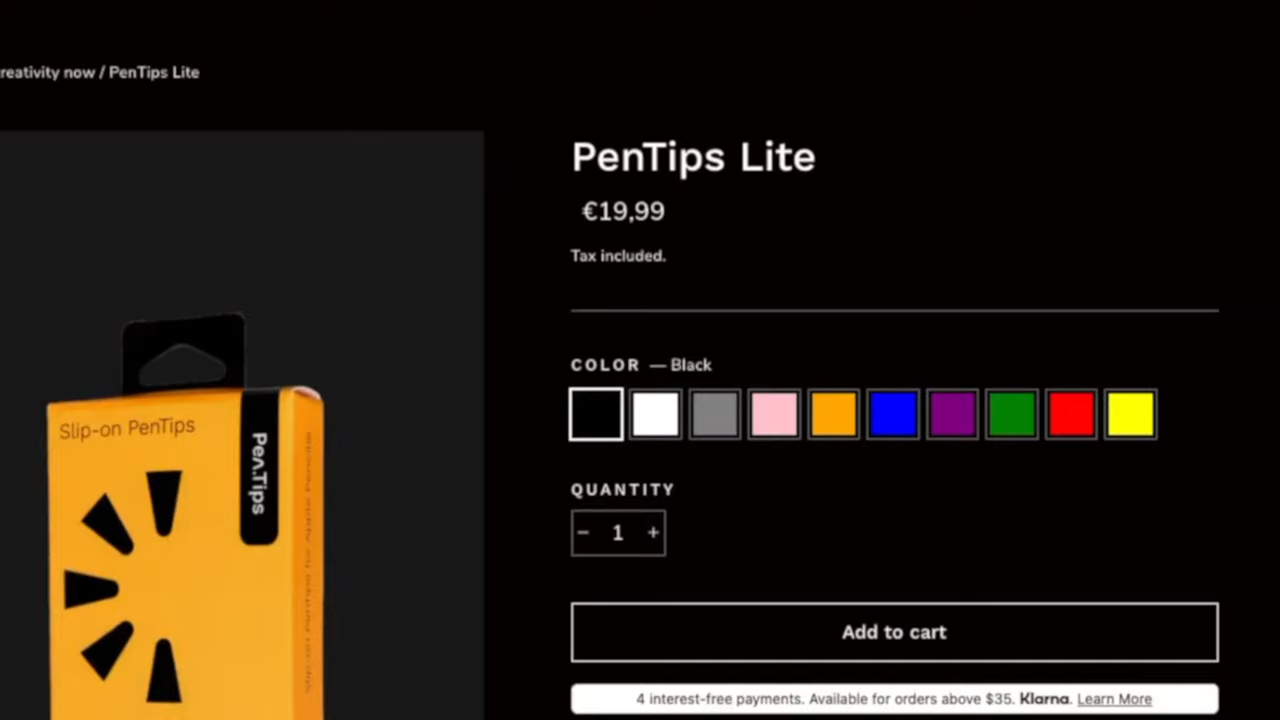 reativity now / PenTips Lite
PenTips Lite
€19,99
Tax included.
COLOR — Black
QUANTITY
− 1 +
Add to cart
4 interest-free payments. Available for orders above $35. Klarna. Learn More
Slip-on PenTips
Pen.Tips